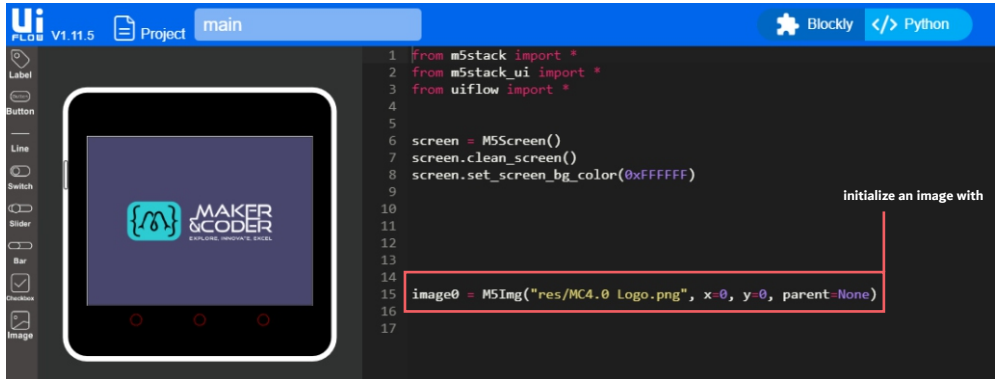 Ui
FLOW V1.11.5 Project main Blockly </> Python
Label
Button
Button
Line
Switch
Slider
Bar
Checkbox
Image
{M} MAKER
&CODER
EXPLORE, INNOVATE, EXCEL
1 from m5stack import *
2 from m5stack_ui import *
3 from uiflow import *
4
5
6 screen = M5Screen()
7 screen.clean_screen()
8 screen.set_screen_bg_color(0xFFFFFF)
9
initialize an image with
10
11
12
13
14
15 image0 = M5Img("res/MC4.0 Logo.png", x=0, y=0, parent=None)
16
17